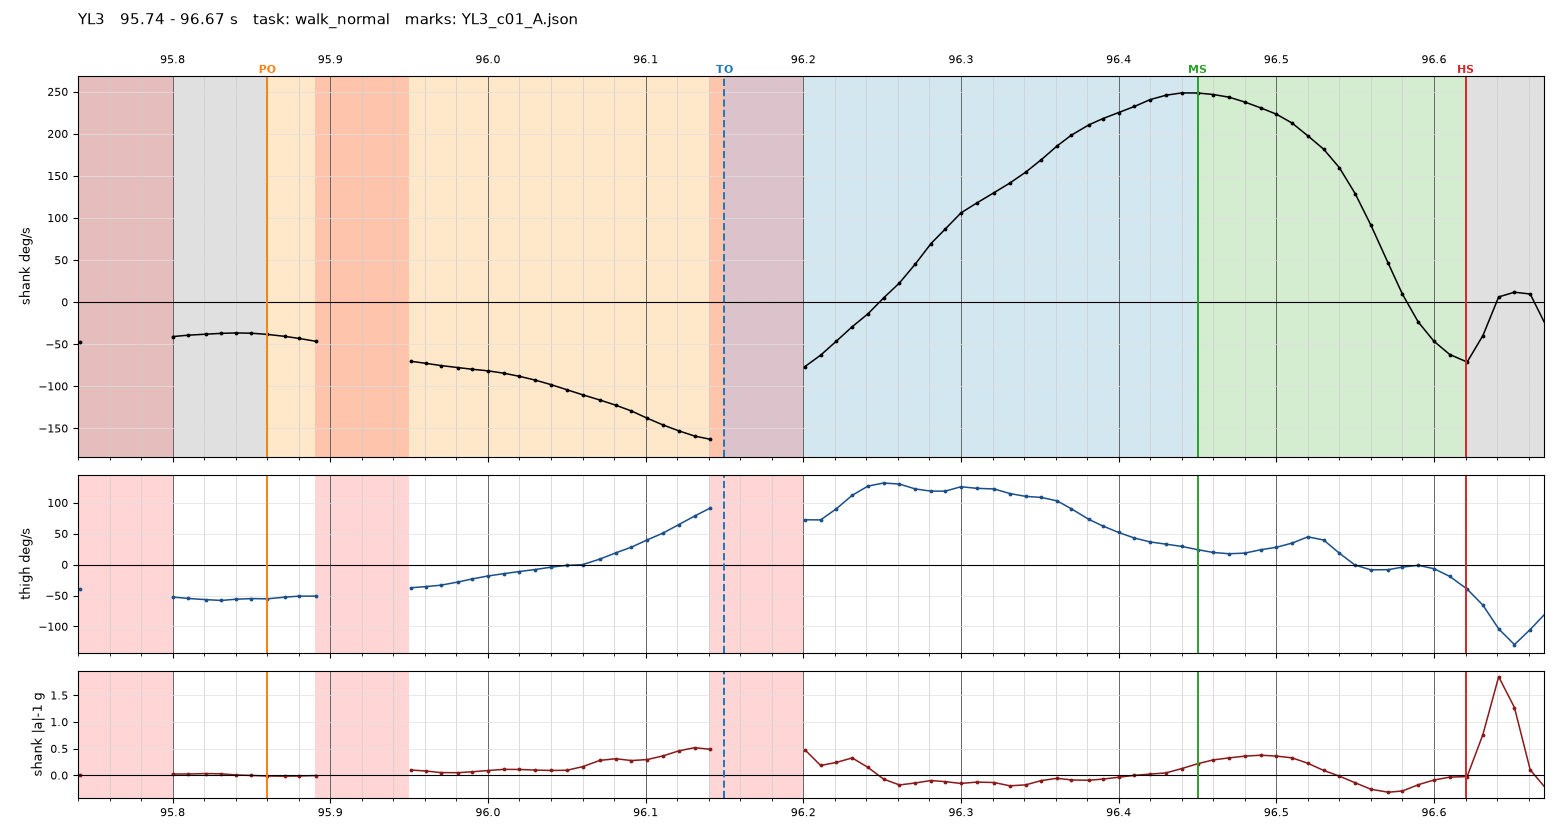 YL3   95.74 - 96.67 s   task: walk_normal   marks: YL3_c01_A.json
95.8 95.9 96.0 96.1 96.2 96.3 96.4 96.5 96.6
PO TO MS HS
250
200
150
100
50
0
−50
−100
−150
shank deg/s
100
50
0
−50
−100
thigh deg/s
1.5
1.0
0.5
0.0
shank |a|-1 g
95.8 95.9 96.0 96.1 96.2 96.3 96.4 96.5 96.6